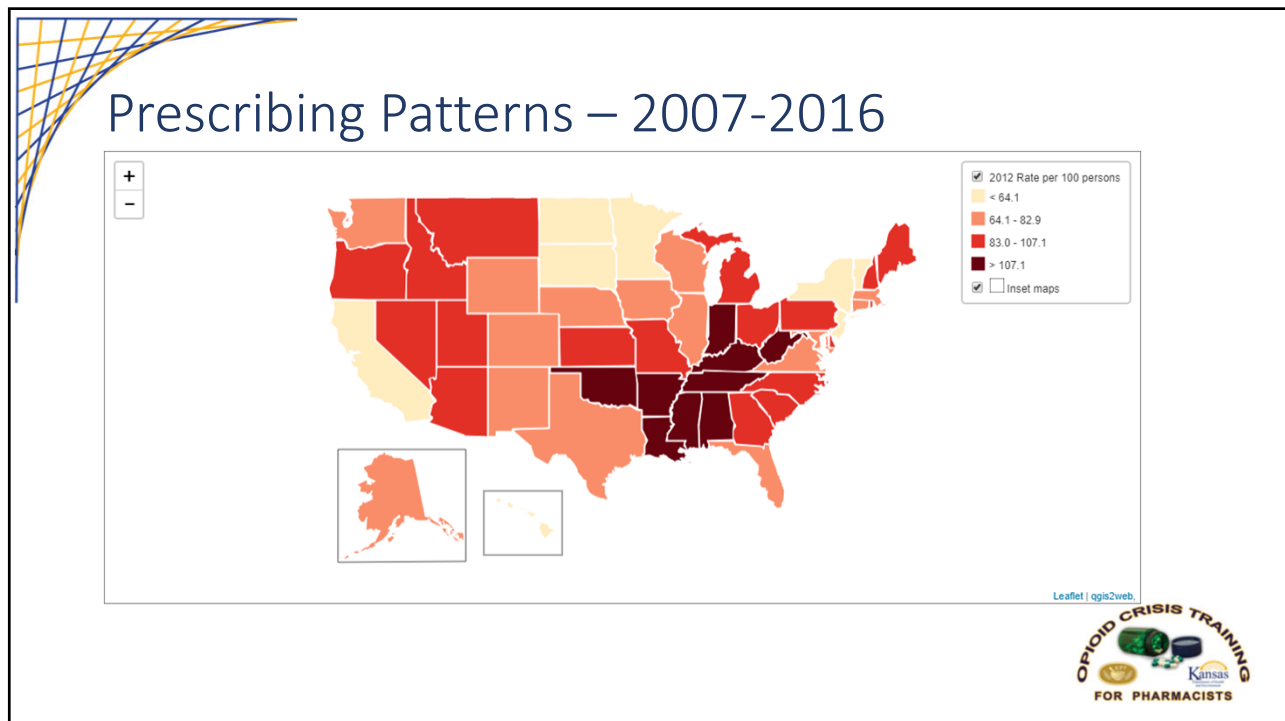 Prescribing Patterns – 2007-2016
+
−
2012 Rate per 100 persons
< 64.1
64.1 - 82.9
83.0 - 107.1
> 107.1
Inset maps
Leaflet | qgis2web,
OPIOID CRISIS TRAINING
Kansas
FOR PHARMACISTS